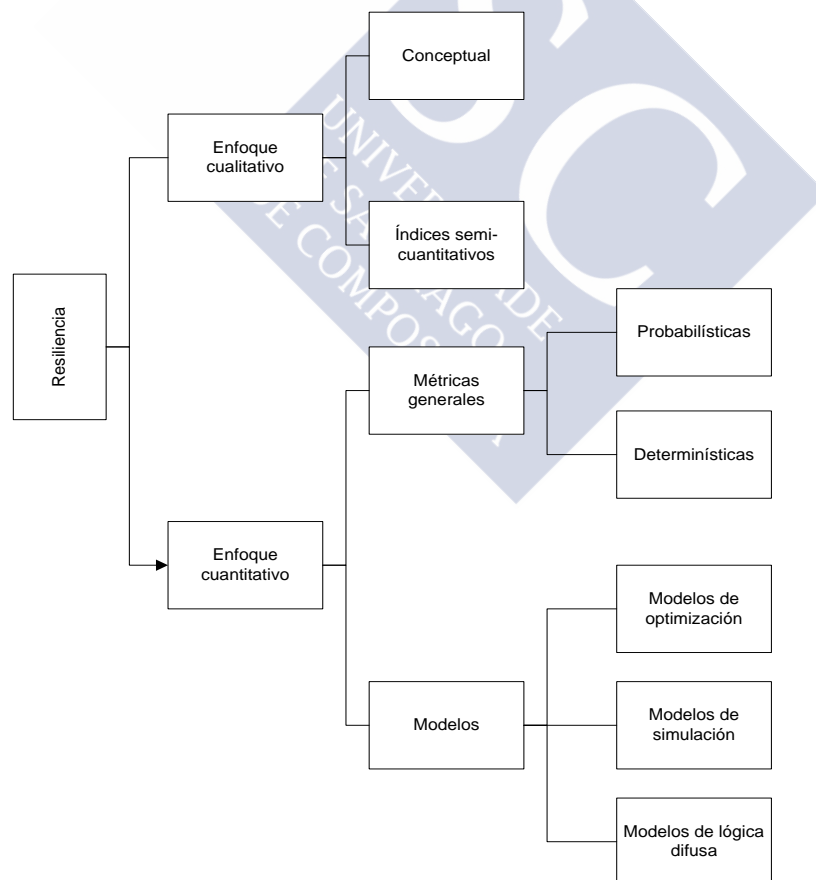 Conceptual
Enfoque
cualitativo
Índices semi-
cuantitativos
Resiliencia
Probabilísticas
Métricas
generales
Determinísticas
Enfoque
cuantitativo
Modelos de
optimización
Modelos
Modelos de
simulación
Modelos de lógica
difusa